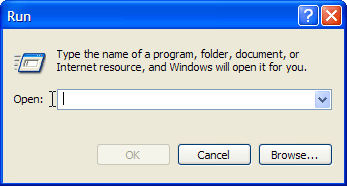 Run
Type the name of a program, folder, document, or
Internet resource, and Windows will open it for you.
Open:
OK Cancel Browse...